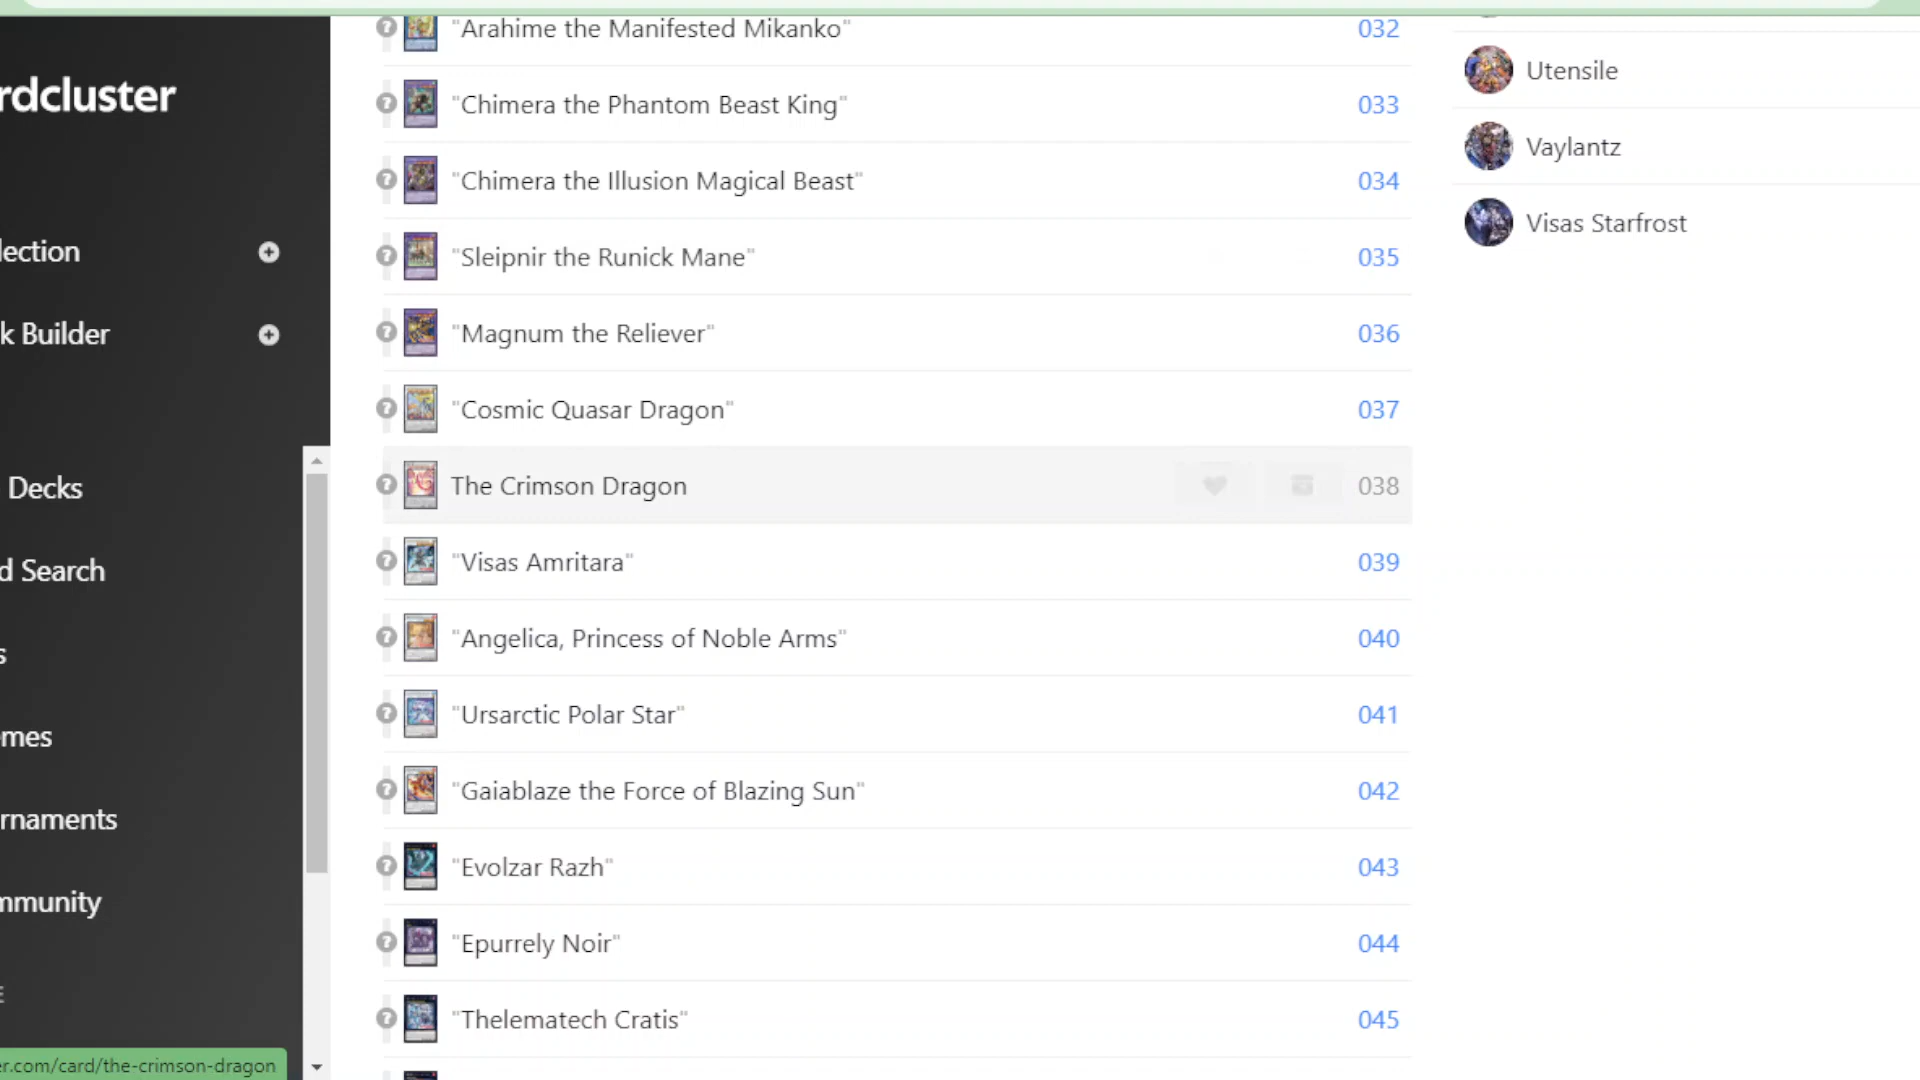 rdcluster
lection
k Builder
Decks
d Search
s
emes
rnaments
mmunity
E
er.com/card/the-crimson-dragon
"Arahime the Manifested Mikanko" 032
"Chimera the Phantom Beast King" 033
"Chimera the Illusion Magical Beast" 034
"Sleipnir the Runick Mane" 035
"Magnum the Reliever" 036
"Cosmic Quasar Dragon" 037
The Crimson Dragon 038
"Visas Amritara" 039
"Angelica, Princess of Noble Arms" 040
"Ursarctic Polar Star" 041
"Gaiablaze the Force of Blazing Sun" 042
"Evolzar Razh" 043
"Epurrely Noir" 044
"Thelematech Cratis" 045
Utensile
Vaylantz
Visas Starfrost